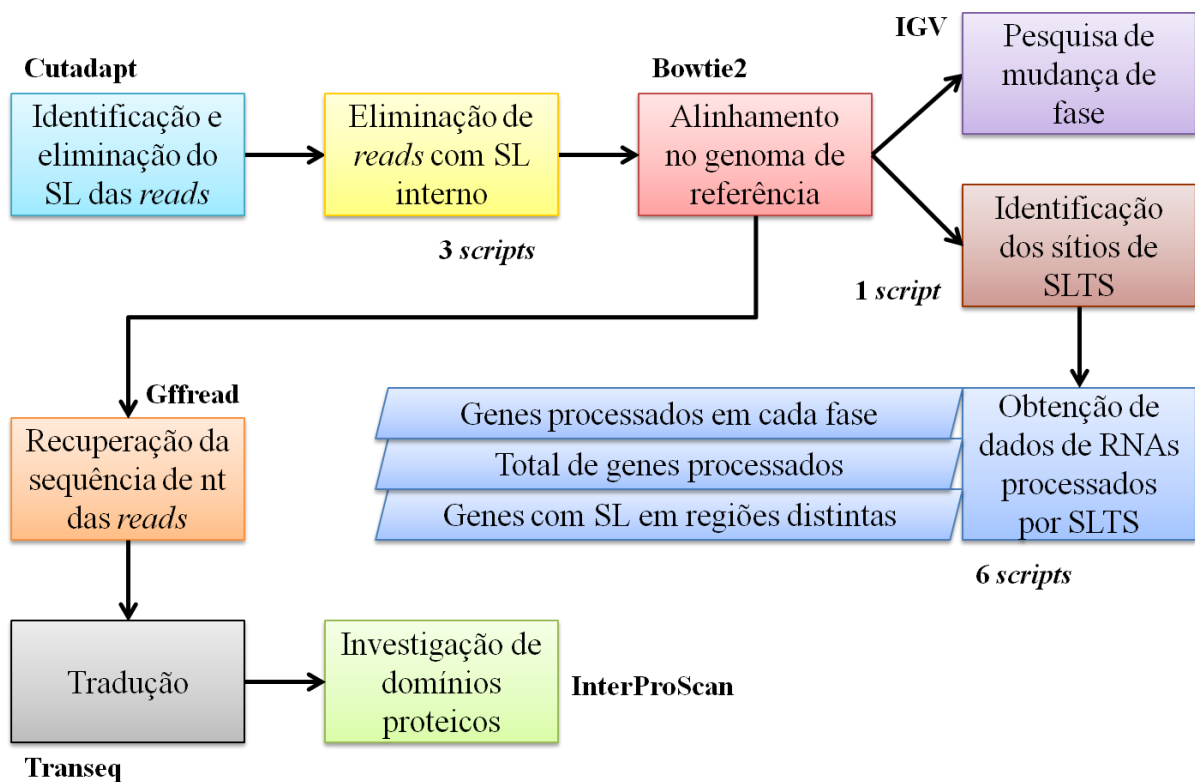 Cutadapt
Identificação e
eliminação do
SL das reads
Eliminação de
reads com SL
interno
3 scripts
Bowtie2
Alinhamento
no genoma de
referência
IGV
Pesquisa de
mudança de
fase
Identificação
dos sítios de
SLTS
1 script
Genes processados em cada fase
Total de genes processados
Genes com SL em regiões distintas
Obtenção de
dados de RNAs
processados
por SLTS
6 scripts
Gffread
Recuperação da
sequência de nt
das reads
Tradução
Transeq
Investigação de
domínios
proteicos
InterProScan